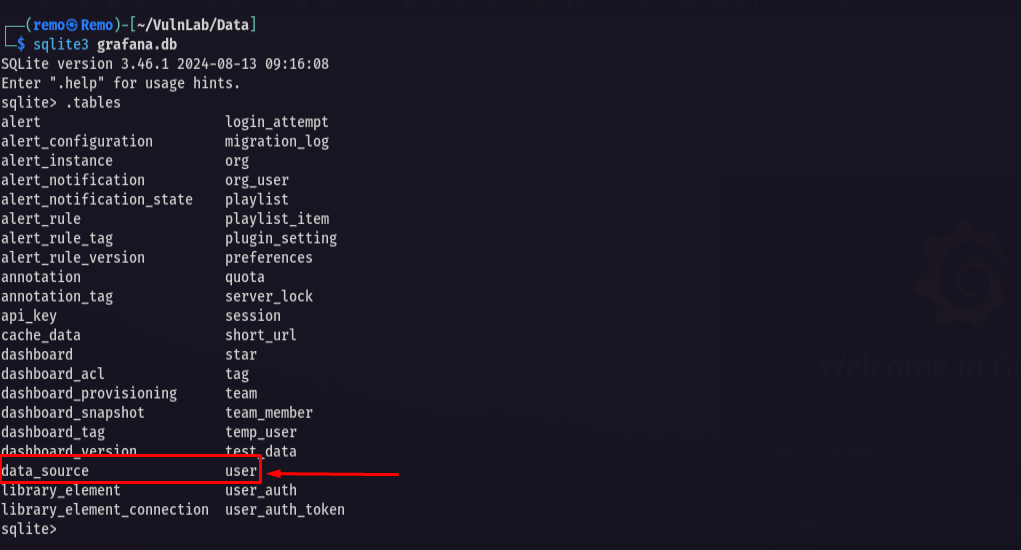 ┌──(remo㉿Remo)-[~/VulnLab/Data]
└─$ sqlite3 grafana.db
SQLite version 3.46.1 2024-08-13 09:16:08
Enter ".help" for usage hints.
sqlite> .tables
alert                       login_attempt
alert_configuration         migration_log
alert_instance              org
alert_notification          org_user
alert_notification_state    playlist
alert_rule                  playlist_item
alert_rule_tag              plugin_setting
alert_rule_version          preferences
annotation                  quota
annotation_tag              server_lock
api_key                     session
cache_data                  short_url
dashboard                   star
dashboard_acl               tag
dashboard_provisioning      team
dashboard_snapshot          team_member
dashboard_tag               temp_user
dashboard_version           test_data
data_source                 user
library_element             user_auth
library_element_connection  user_auth_token
sqlite>
Welcome to G